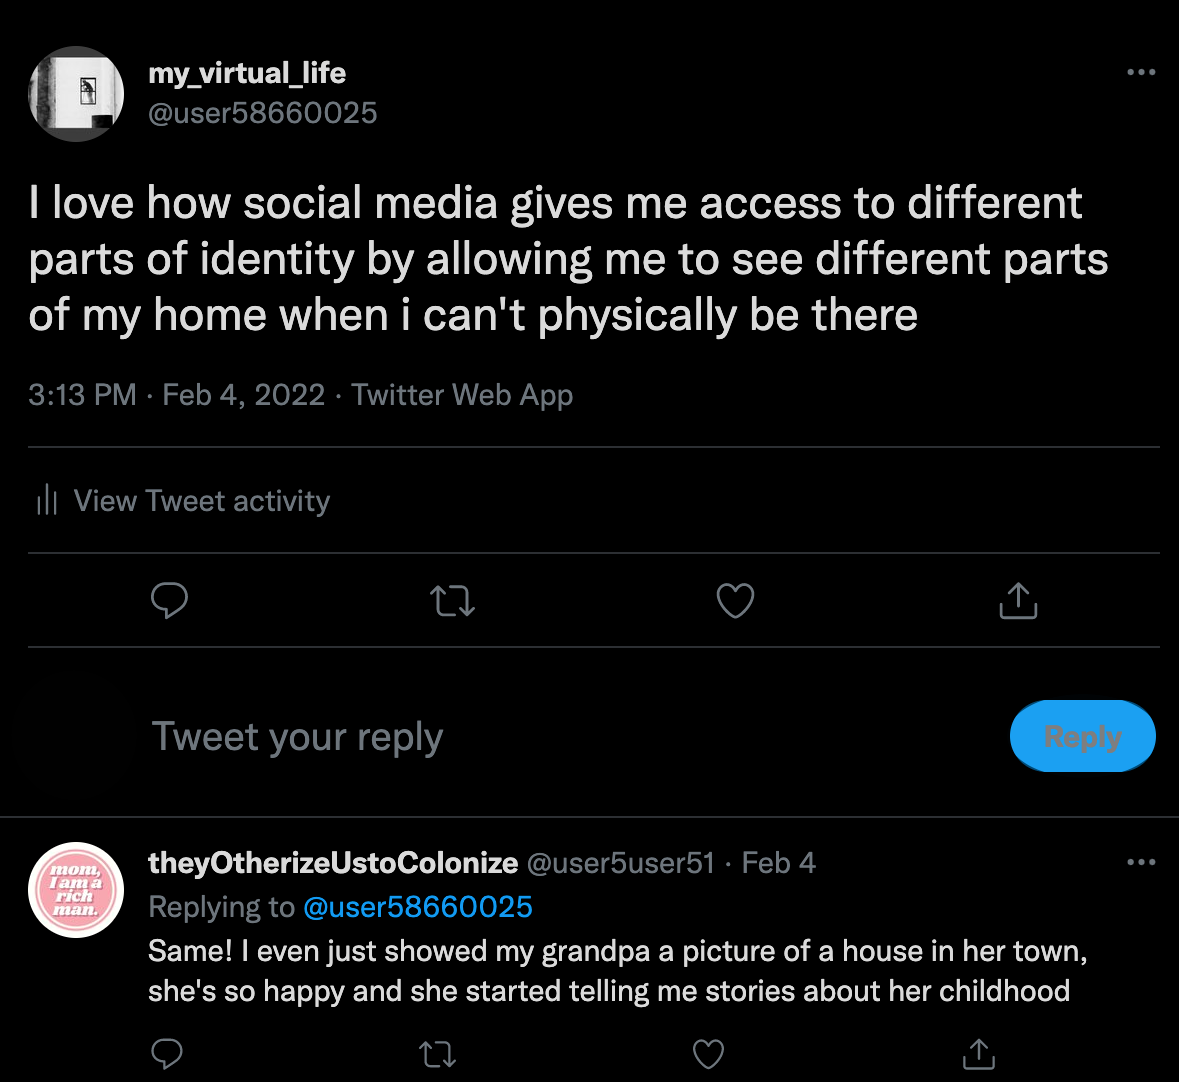 my_virtual_life
@user58660025
I love how social media gives me access to different
parts of identity by allowing me to see different parts
of my home when i can't physically be there
3:13 PM · Feb 4, 2022 · Twitter Web App
View Tweet activity
Tweet your reply
Reply
mom,
I am a
rich
man.
theyOtherizeUstoColonize @user5user51 · Feb 4
Replying to @user58660025
Same! I even just showed my grandpa a picture of a house in her town,
she's so happy and she started telling me stories about her childhood